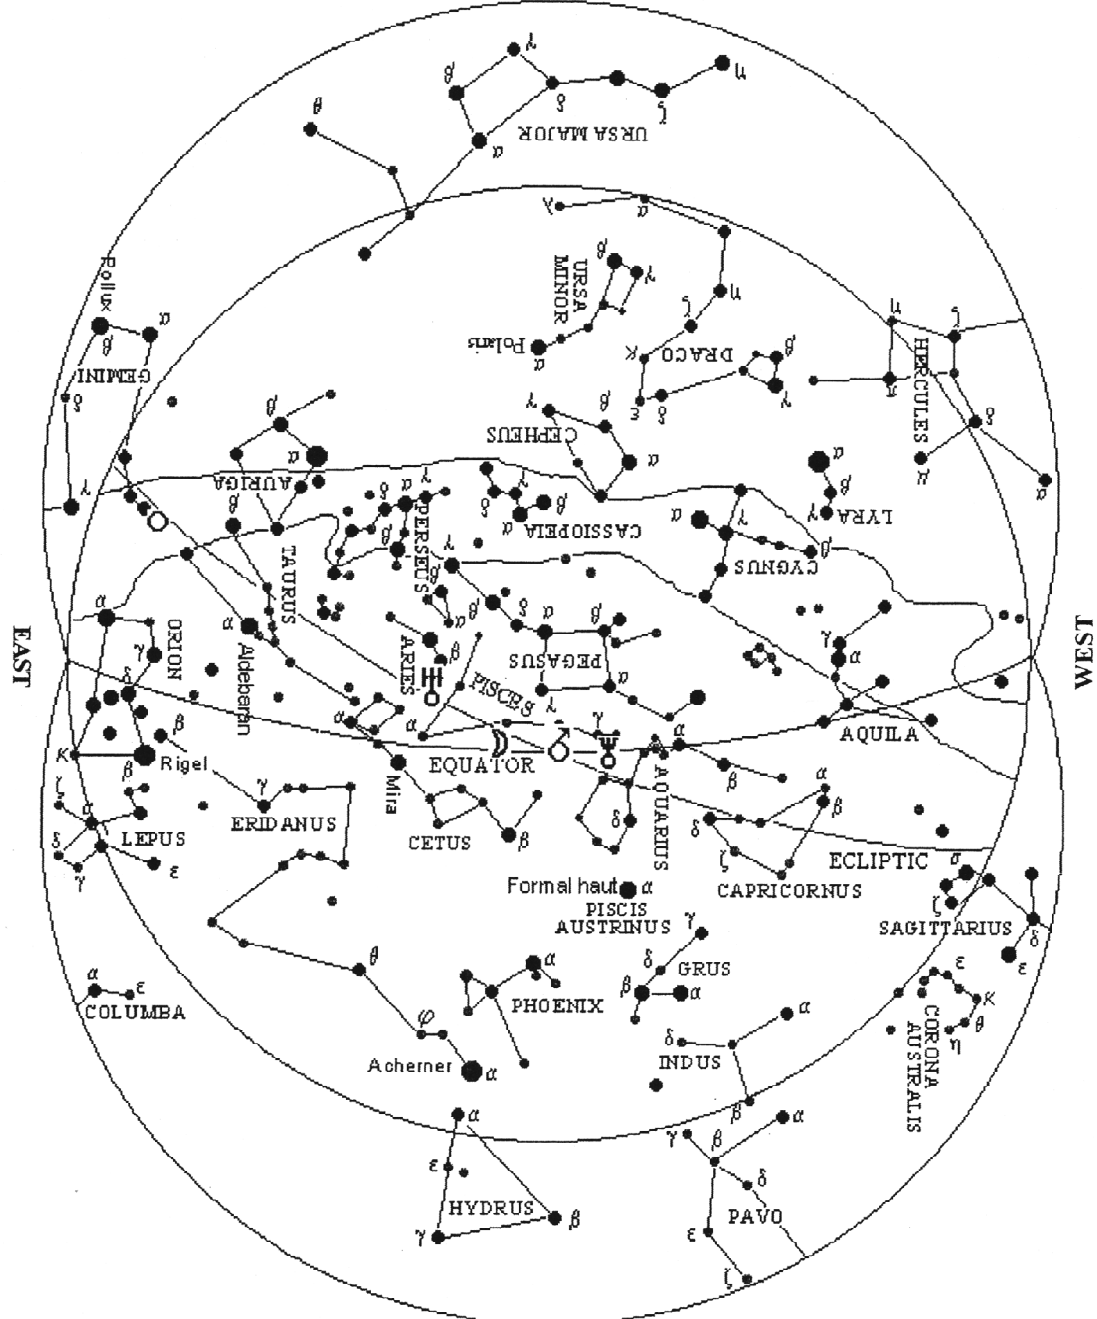 γ
β
η
δ
ζ
θ
URSA MAJOR
α
λ
α
β
γ
URSA
MINOR
η
ζ
Pollux
α
β
GEMINI
Polaris
α
κ
DRACO
β
η
ζ
HERCULES
π
δ
ε
δ
γ
δ
β
γ
β
CEPHEUS
α
α
AURIGA
μ
α
α
β
γ
LYRA
γ
β
δ
α
γ
PERSEUS
β
δ
γ
β
α
CASSIOPEIA
α
γ
β
CYGNUS
TAURUS
γ
β
α
β
α
β
PEGASUS
α
γ
EAST
α
ORION
γ
δ
β
κ
β
Rigel
α
Aldeberan
ARIES
β
PISCES
α
α
γ
γ
α
WEST
AQUILA
α
β
EQUATOR
Mira
AQUARIUS
δ
ζ
α
LEPUS
δ
γ
ε
γ
ERIDANUS
CETUS
β
α
β
δ
ζ
CAPRICORNUS
ECLIPTIC
Formal haut
α
PISCIS
AUSTRINUS
σ
ζ
SAGITTARIUS
δ
ε
γ
δ
GRUS
β
α
θ
α
PHOENIX
α
ε
COLUMBA
ε
κ
θ
η
CORONA
AUSTRALIS
φ
Acherner
α
δ
INDUS
α
β
α
ε
HYDRUS
γ
β
γ
β
α
δ
PAVO
ε
ζ